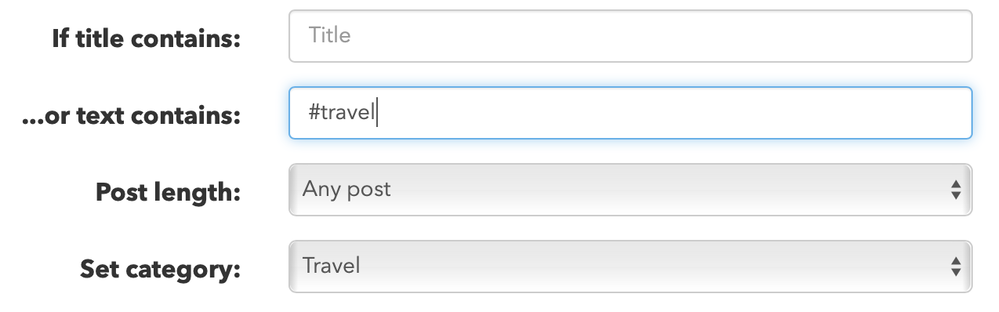 If title contains: Title
...or text contains: #travel
Post length: Any post
Set category: Travel